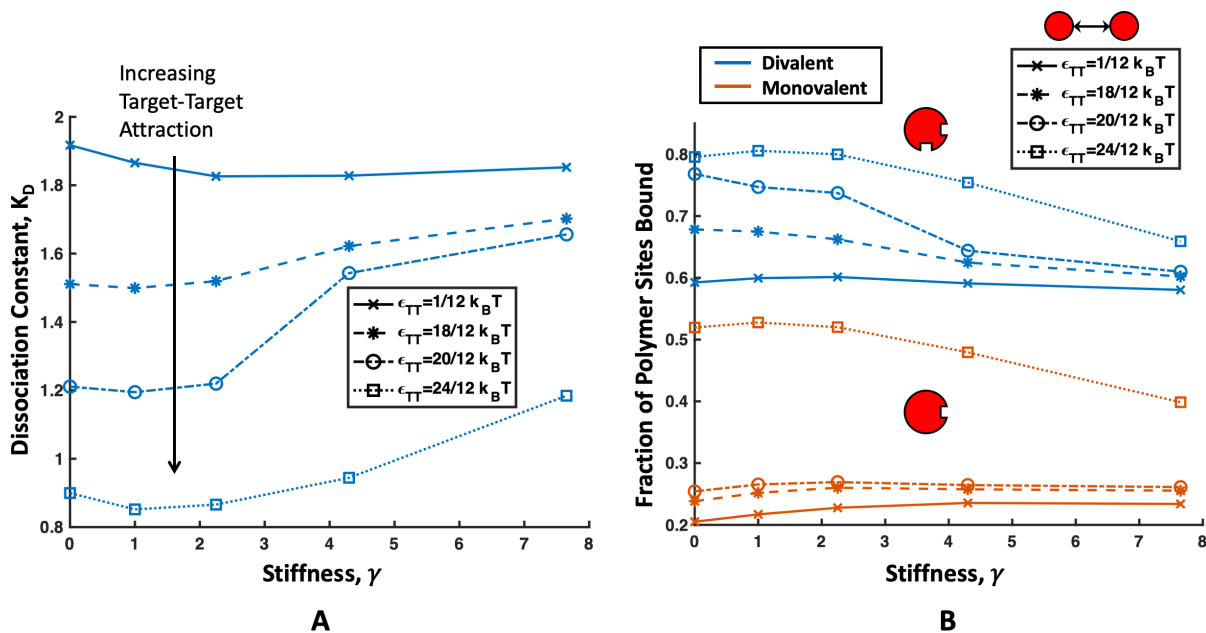 Increasing
Target-Target
Attraction
Dissociation Constant, K_D
2
1.8
1.6
1.4
1.2
1
0.8
0 1 2 3 4 5 6 7 8
Stiffness, γ
ϵ_TT=1/12 k_BT
ϵ_TT=18/12 k_BT
ϵ_TT=20/12 k_BT
ϵ_TT=24/12 k_BT
A
Divalent
Monovalent
ϵ_TT=1/12 k_BT
ϵ_TT=18/12 k_BT
ϵ_TT=20/12 k_BT
ϵ_TT=24/12 k_BT
Fraction of Polymer Sites Bound
0.8
0.7
0.6
0.5
0.4
0.3
0.2
0 1 2 3 4 5 6 7 8
Stiffness, γ
B